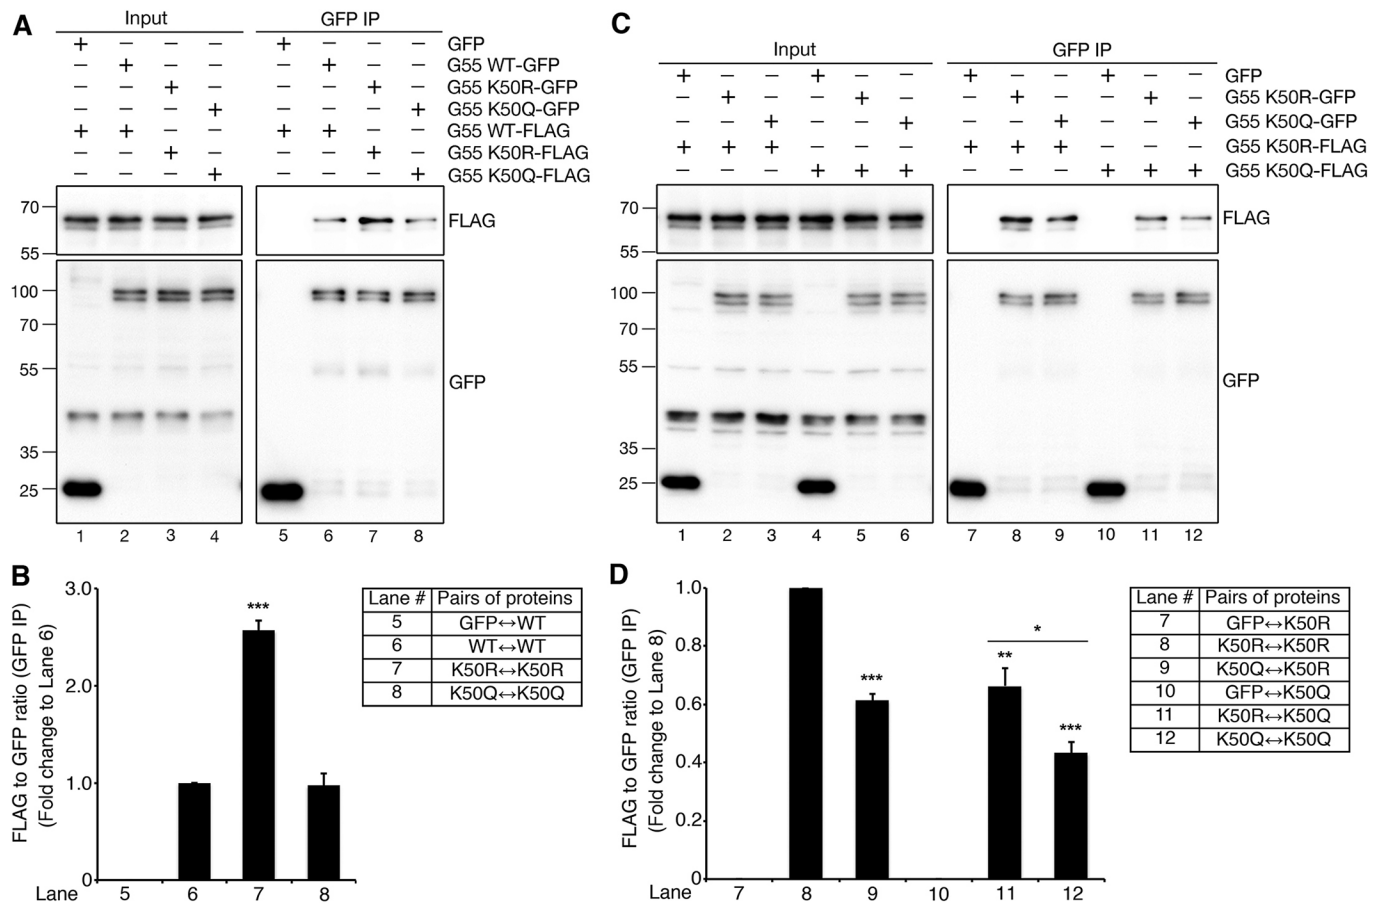 A
Input GFP IP
+ − − − + − − − GFP
− + − − − + − − G55 WT-GFP
− − + − − − + − G55 K50R-GFP
− − − + − − − + G55 K50Q-GFP
+ + − − + + − − G55 WT-FLAG
− − + − − − + − G55 K50R-FLAG
− − − + − − − + G55 K50Q-FLAG
70
55
FLAG
100
70
55
35
25
GFP
1 2 3 4 5 6 7 8
B
FLAG to GFP ratio (GFP IP)
(Fold change to Lane 6)
3.0
2.0
1.0
0
***
Lane 5 6 7 8
Lane # Pairs of proteins
5 GFP↔WT
6 WT↔WT
7 K50R↔K50R
8 K50Q↔K50Q
C
Input GFP IP
+ − − + − − + − − + − − GFP
− + − − + − − + − − + − G55 K50R-GFP
− − + − − + − − + − − + G55 K50Q-GFP
+ + + − − − + + + − − − G55 K50R-FLAG
− − − + + + − − − + + + G55 K50Q-FLAG
70
55
FLAG
100
70
55
35
25
GFP
1 2 3 4 5 6 7 8 9 10 11 12
D
FLAG to GFP ratio (GFP IP)
(Fold change to Lane 8)
1.0
0.8
0.6
0.4
0.2
0
***
**
*
***
Lane 7 8 9 10 11 12
Lane # Pairs of proteins
7 GFP↔K50R
8 K50R↔K50R
9 K50Q↔K50R
10 GFP↔K50Q
11 K50R↔K50Q
12 K50Q↔K50Q